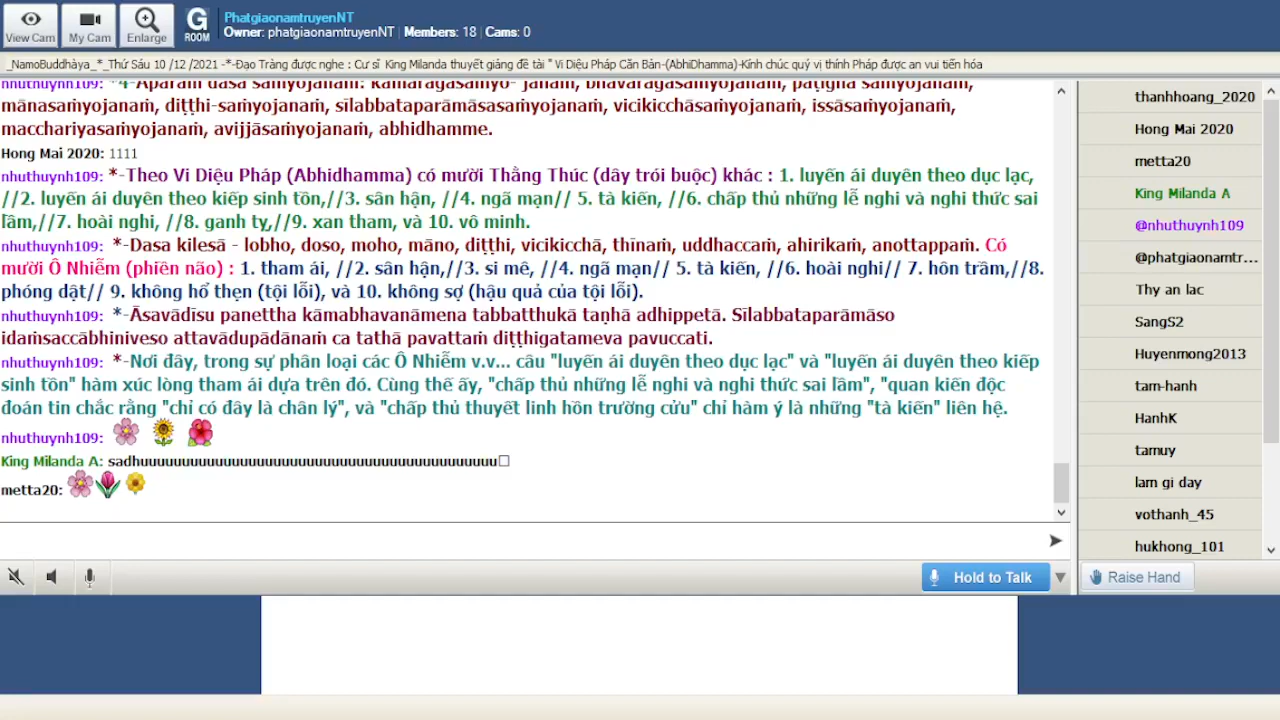 View Cam
My Cam
Enlarge
G
ROOM
PhatgiaonamtruyenNT
Owner: phatgiaonamtruyenNT | Members: 18 | Cams: 0
_NamoBuddhàya_*_Thứ Sáu 10 /12 /2021 -*-Đạo Tràng được nghe : Cư sĩ King Milanda thuyết giảng đề tài " Vi Diệu Pháp Căn Bản-(AbhiDhamma)-Kính chúc quý vị thính Pháp được an vui tiến hóa
nhuthuynh109: *4-Aparāni dasa saṁyojanāni: kāmarāgasaṁyo- janaṁ, bhavarāgasaṁyojanaṁ, paṭigha saṁyojanaṁ,
mānasaṁyojanaṁ, diṭṭhi-saṁyojanaṁ, sīlabbataparāmāsasaṁyojanaṁ, vicikicchāsaṁyojanaṁ, issāsaṁyojanaṁ,
macchariyasaṁyojanaṁ, avijjāsaṁyojanaṁ, abhidhamme.
Hong Mai 2020: 1111
nhuthuynh109: *-Theo Vi Diệu Pháp (Abhidhamma) có mười Thằng Thúc (dây trói buộc) khác : 1. luyến ái duyên theo dục lạc,
//2. luyến ái duyên theo kiếp sinh tồn,//3. sân hận, //4. ngã mạn// 5. tà kiến, //6. chấp thủ những lễ nghi và nghi thức sai
lầm,//7. hoài nghi, //8. ganh tỵ,//9. xan tham, và 10. vô minh.
nhuthuynh109: *-Dasa kilesā - lobho, doso, moho, māno, diṭṭhi, vicikicchā, thīnaṁ, uddhaccaṁ, ahirikaṁ, anottappaṁ. Có
mười Ô Nhiễm (phiền não) : 1. tham ái, //2. sân hận,//3. si mê, //4. ngã mạn// 5. tà kiến, //6. hoài nghi// 7. hôn trầm,//8.
phóng dật// 9. không hổ thẹn (tội lỗi), và 10. không sợ (hậu quả của tội lỗi).
nhuthuynh109: *-Āsavādīsu panettha kāmabhavanāmena tabbatthukā taṇhā adhippetā. Sīlabbataparāmāso
idaṁsaccābhiniveso attavādupādānaṁ ca tathā pavattaṁ diṭṭhigatameva pavuccati.
nhuthuynh109: *-Nơi đây, trong sự phân loại các Ô Nhiễm v.v... câu "luyến ái duyên theo dục lạc" và "luyến ái duyên theo kiếp
sinh tồn" hàm xúc lòng tham ái dựa trên đó. Cùng thế ấy, "chấp thủ những lễ nghi và nghi thức sai lầm", "quan kiến độc
đoán tin chắc rằng "chỉ có đây là chân lý", và "chấp thủ thuyết linh hồn trường cửu" chỉ hàm ý là những "tà kiến" liên hệ.
nhuthuynh109:
King Milanda A: sadhuuuuuuuuuuuuuuuuuuuuuuuuuuuuuuuuuuuuuuuuuuu
metta20:
Hold to Talk
thanhhoang_2020
Hong Mai 2020
metta20
King Milanda A
@nhuthuynh109
@phatgiaonamtr...
Thy an lac
SangS2
Huyenmong2013
tam-hanh
HanhK
tamuy
lam gi day
vothanh_45
hukhong_101
Raise Hand